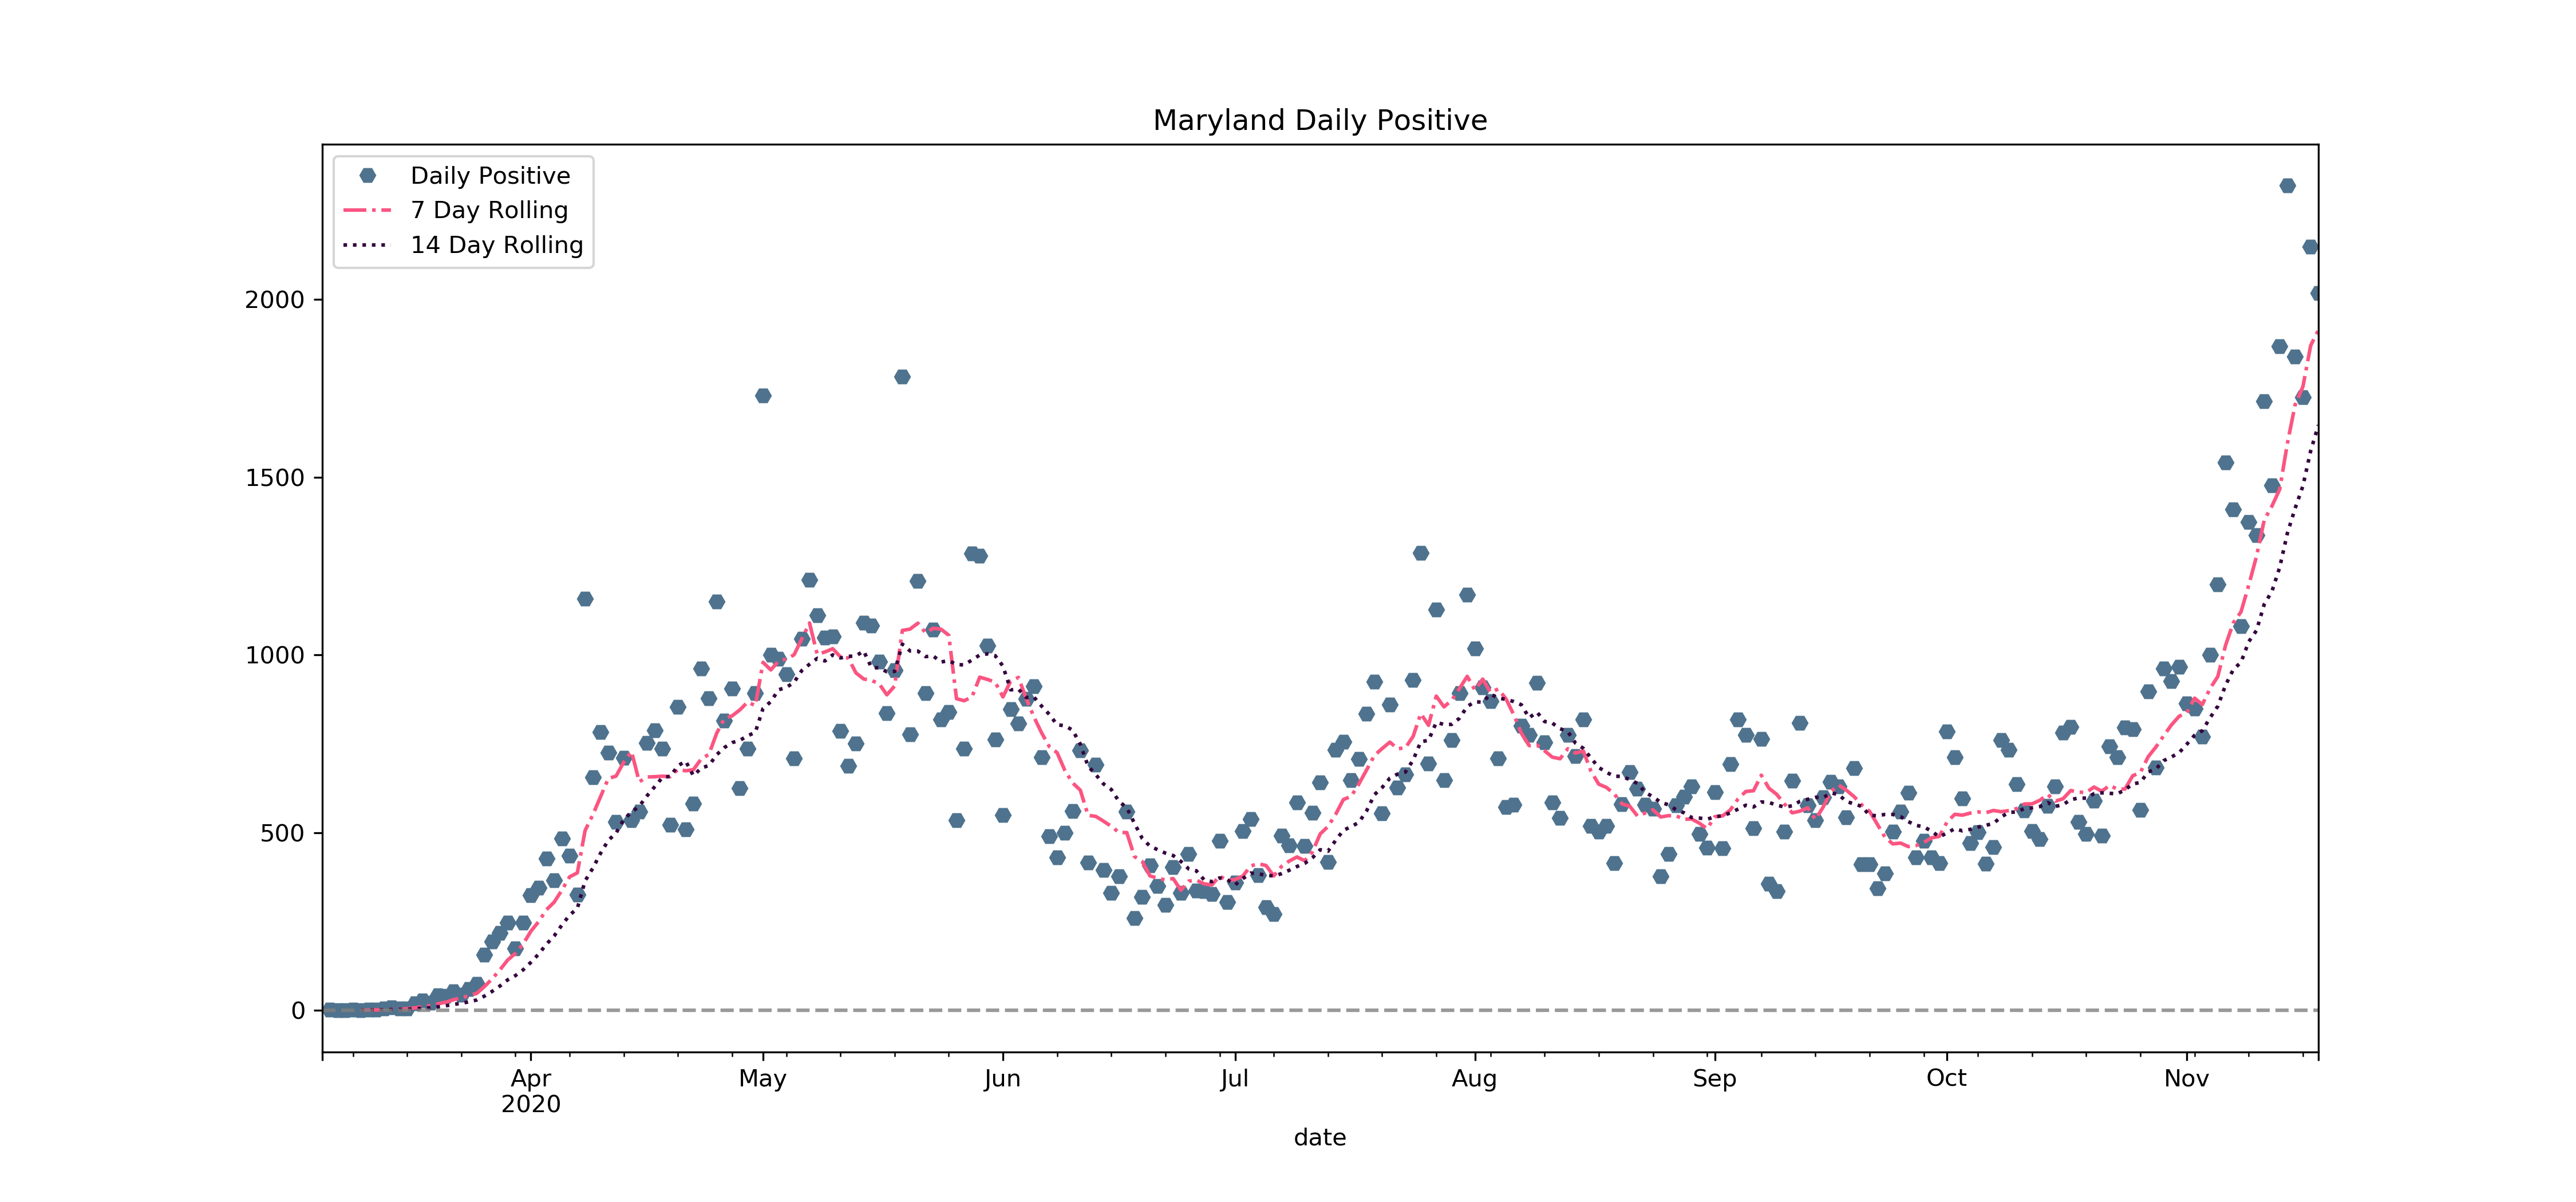 Maryland Daily Positive
Daily Positive
7 Day Rolling
14 Day Rolling
2000
1500
1000
500
0
Apr
2020
May
Jun
Jul
Aug
Sep
Oct
Nov
date